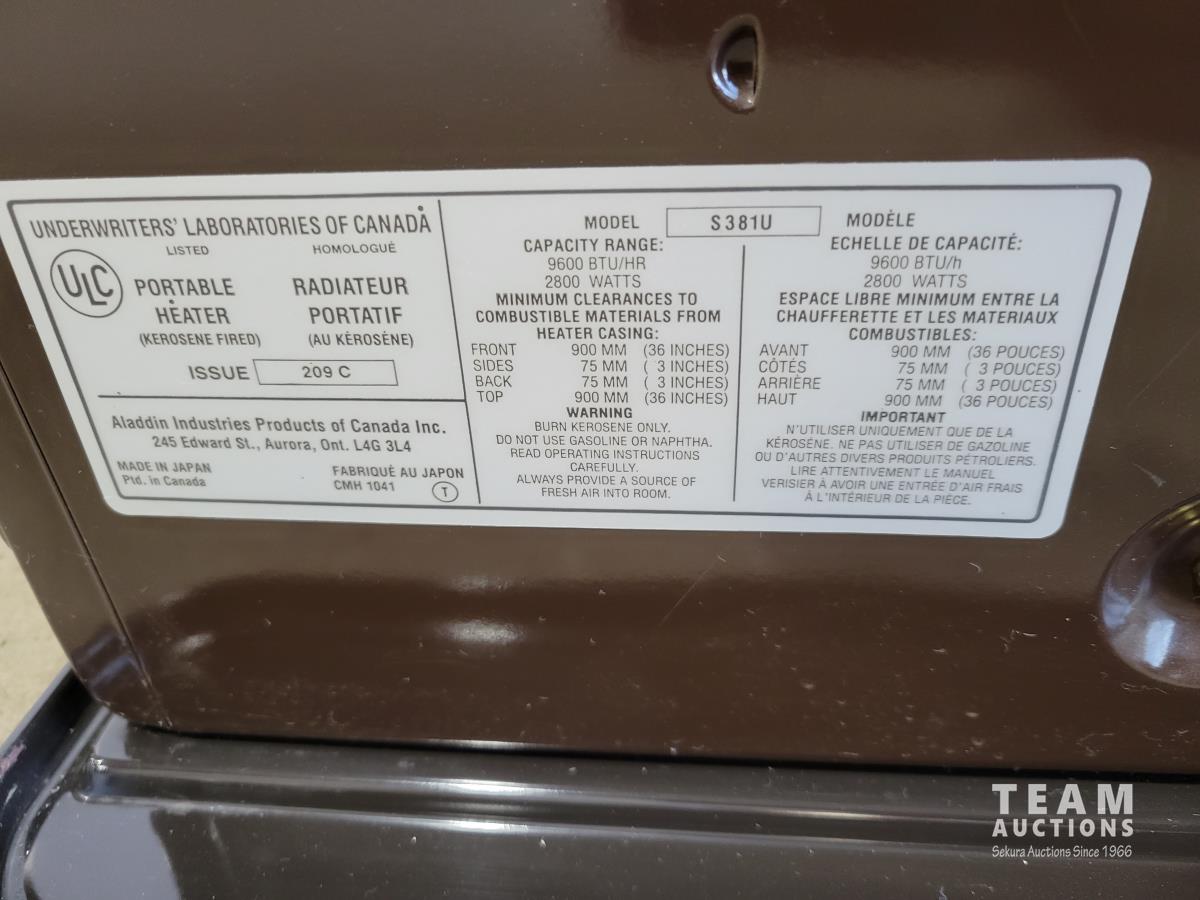 UNDERWRITERS' LABORATORIES OF CANADA
LISTED HOMOLOGUÉ
ULC
PORTABLE HEATER
(KEROSENE FIRED)
RADIATEUR PORTATIF
(AU KÉROSÉNE)
ISSUE 209 C
Aladdin Industries Products of Canada Inc.
245 Edward St., Aurora, Ont. L4G 3L4
MADE IN JAPAN
Ptd. in Canada
FABRIQUÉ AU JAPON
CMH 1041 T
MODEL S381U MODÈLE
CAPACITY RANGE:
9600 BTU/HR
2800 WATTS
MINIMUM CLEARANCES TO
COMBUSTIBLE MATERIALS FROM
HEATER CASING:
FRONT 900 MM (36 INCHES)
SIDES 75 MM ( 3 INCHES)
BACK 75 MM ( 3 INCHES)
TOP 900 MM (36 INCHES)
WARNING
BURN KEROSENE ONLY.
DO NOT USE GASOLINE OR NAPHTHA.
READ OPERATING INSTRUCTIONS
CAREFULLY.
ALWAYS PROVIDE A SOURCE OF
FRESH AIR INTO ROOM.
ECHELLE DE CAPACITÉ:
9600 BTU/h
2800 WATTS
ESPACE LIBRE MINIMUM ENTRE LA
CHAUFFERETTE ET LES MATERIAUX
COMBUSTIBLES:
AVANT 900 MM (36 POUCES)
CÔTÉS 75 MM ( 3 POUCES)
ARRIÈRE 75 MM ( 3 POUCES)
HAUT 900 MM (36 POUCES)
IMPORTANT
N'UTILISER UNIQUEMENT QUE DE LA
KÉROSÉNE. NE PAS UTILISER DE GAZOLINE
OU D'AUTRES DIVERS PRODUITS PÉTROLIERS.
LIRE ATTENTIVEMENT LE MANUEL
VERISIER À AVOIR UNE ENTRÉE D'AIR FRAIS
À L'INTÉRIEUR DE LA PIÈCE.
TEAM
AUCTIONS
Sekura Auctions Since 1966